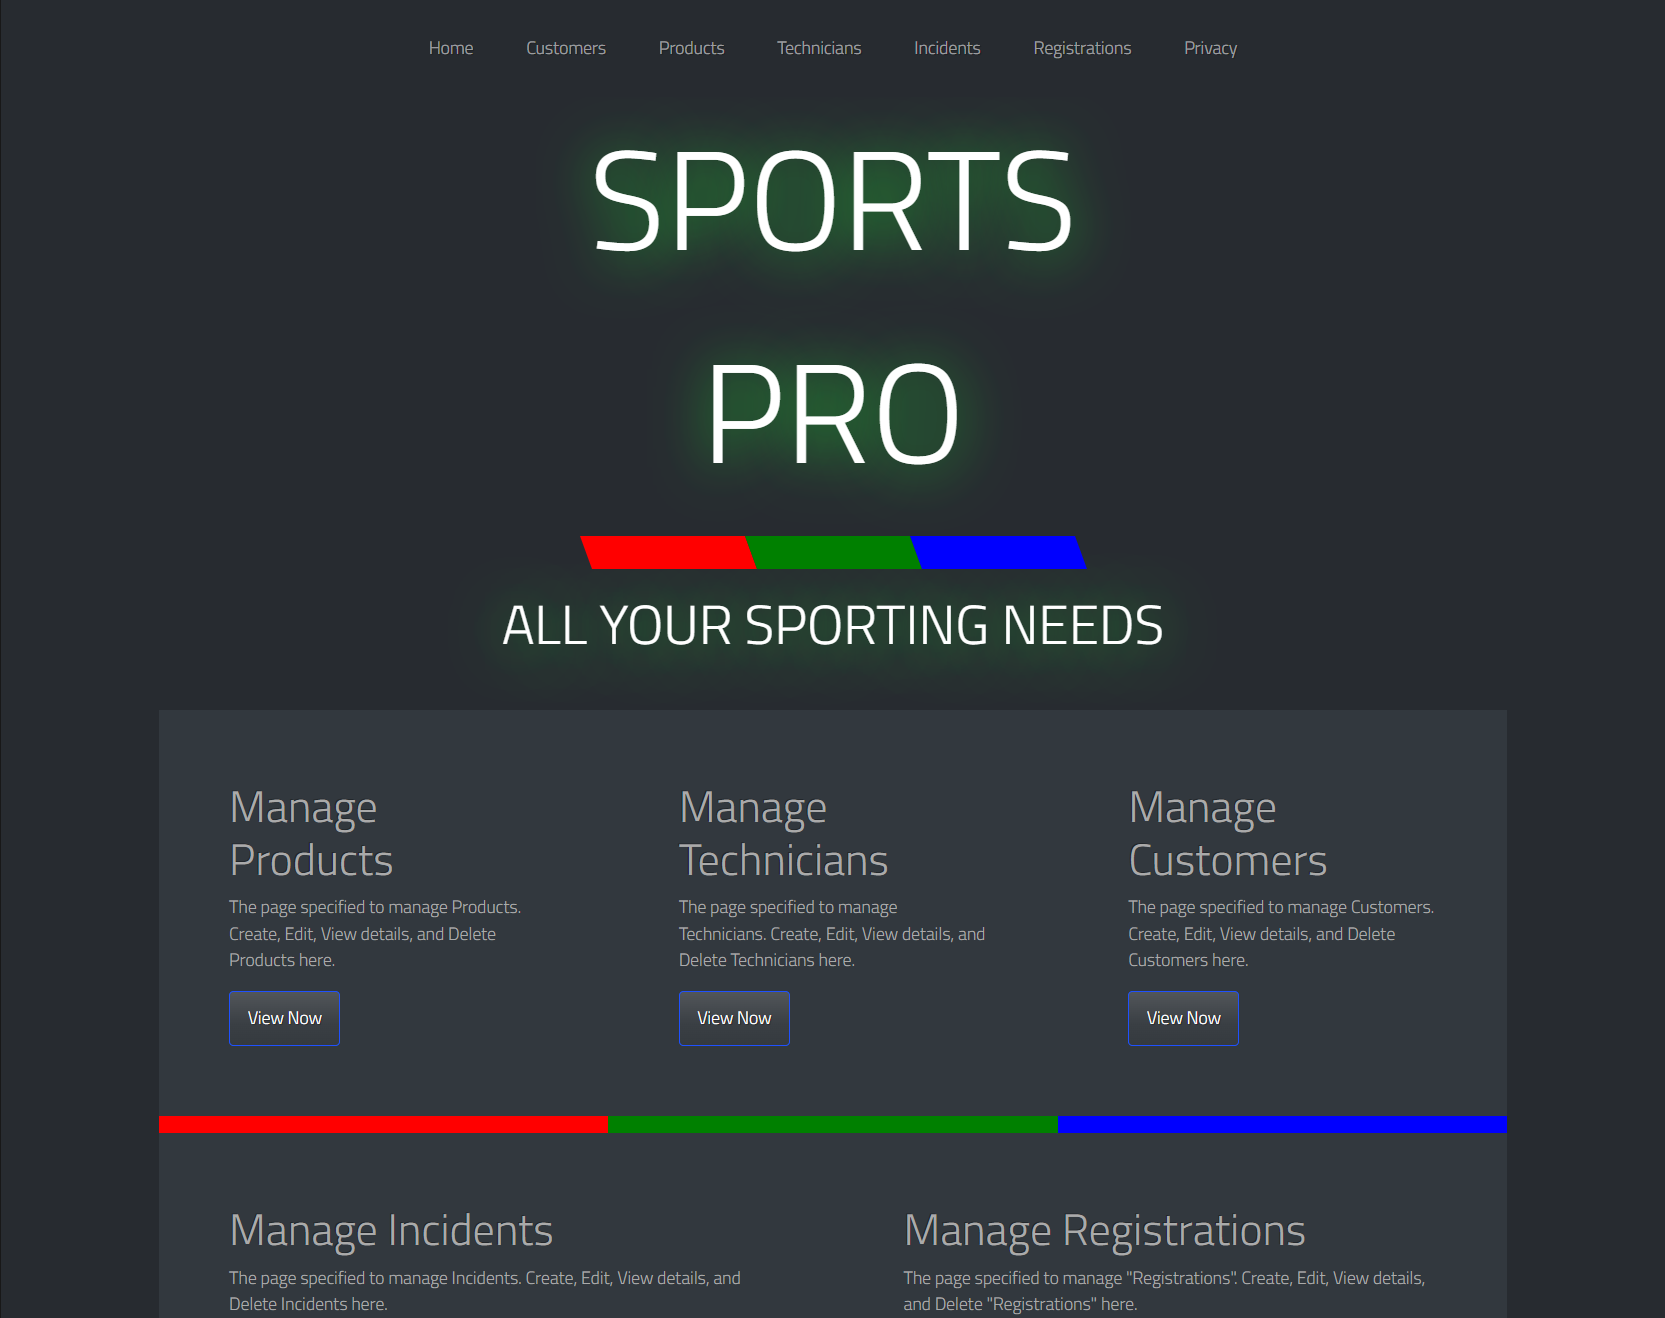 Home Customers Products Technicians Incidents Registrations Privacy
SPORTS
PRO
ALL YOUR SPORTING NEEDS
Manage
Products
The page specified to manage Products.
Create, Edit, View details, and Delete
Products here.
View Now
Manage
Technicians
The page specified to manage
Technicians. Create, Edit, View details, and
Delete Technicians here.
View Now
Manage
Customers
The page specified to manage Customers.
Create, Edit, View details, and Delete
Customers here.
View Now
Manage Incidents
The page specified to manage Incidents. Create, Edit, View details, and
Delete Incidents here.
Manage Registrations
The page specified to manage "Registrations". Create, Edit, View details,
and Delete "Registrations" here.